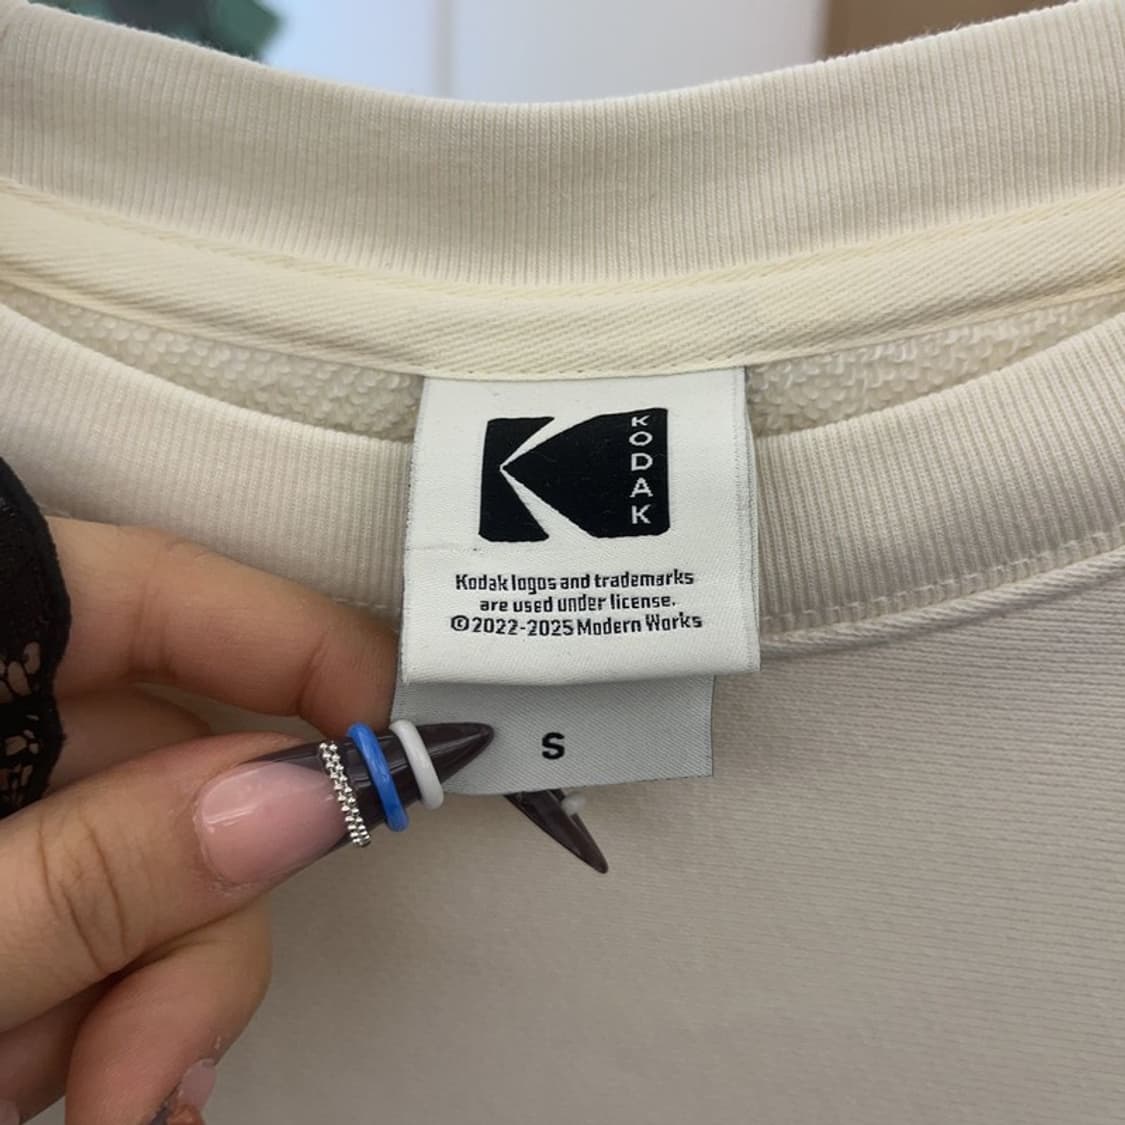 KODAK
Kodak logos and trademarks
are used under license.
©2022-2025 Modern Works
S